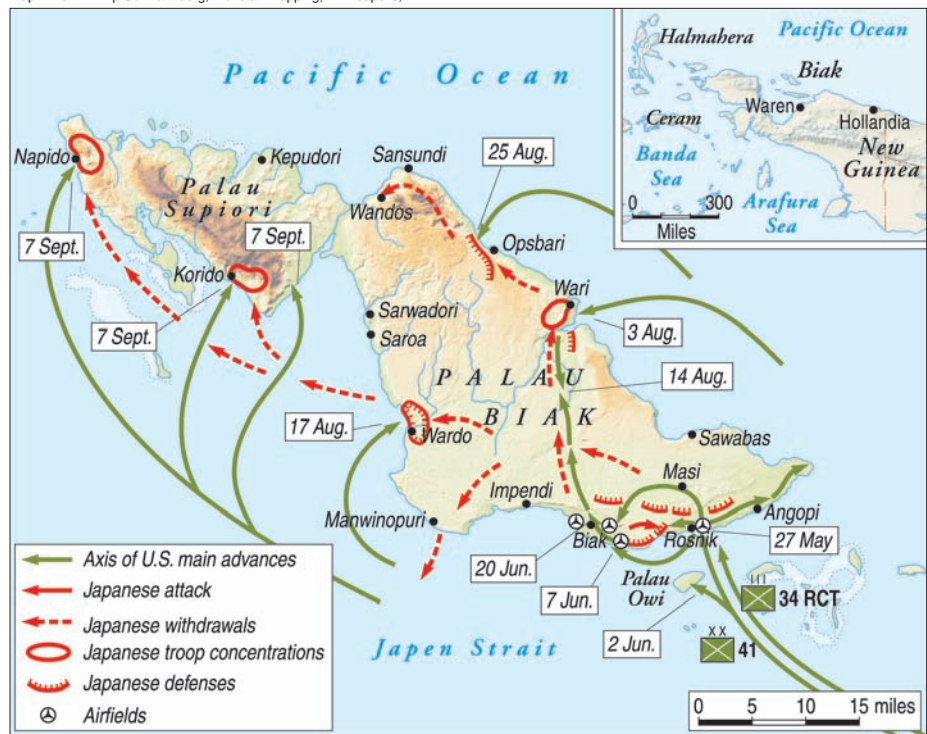 Pacific Ocean
Napido
Kepudori
Sansundi
25 Aug.
Palau
Supiori
Wandos
7 Sept.
7 Sept.
Opsbari
Korido
Wari
7 Sept.
Sarwadori
Saroa
3 Aug.
PALAU
BIAK
14 Aug.
17 Aug.
Wardo
Sawabas
Masi
Impendi
Manwinopuri
Angopi
Biak
Rosnik
27 May
20 Jun.
7 Jun.
Palau
Owi
34 RCT
III
2 Jun.
XX
41
Japen Strait
Halmahera
Pacific Ocean
Biak
Waren
Ceram
Hollandia
New
Guinea
Banda
Sea
Arafura
Sea
0 300
Miles
Axis of U.S. main advances
Japanese attack
Japanese withdrawals
Japanese troop concentrations
Japanese defenses
Airfields
0 5 10 15 miles